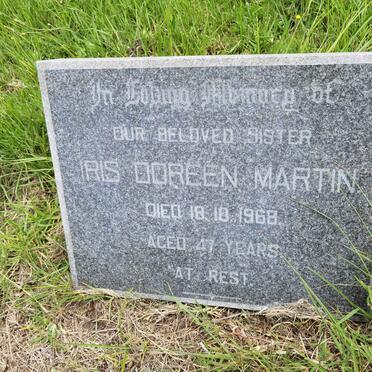 In Loving Memory of
OUR BELOVED SISTER
IRIS DOREEN MARTIN
DIED 18.10.1968.
AGED 47 YEARS
AT REST